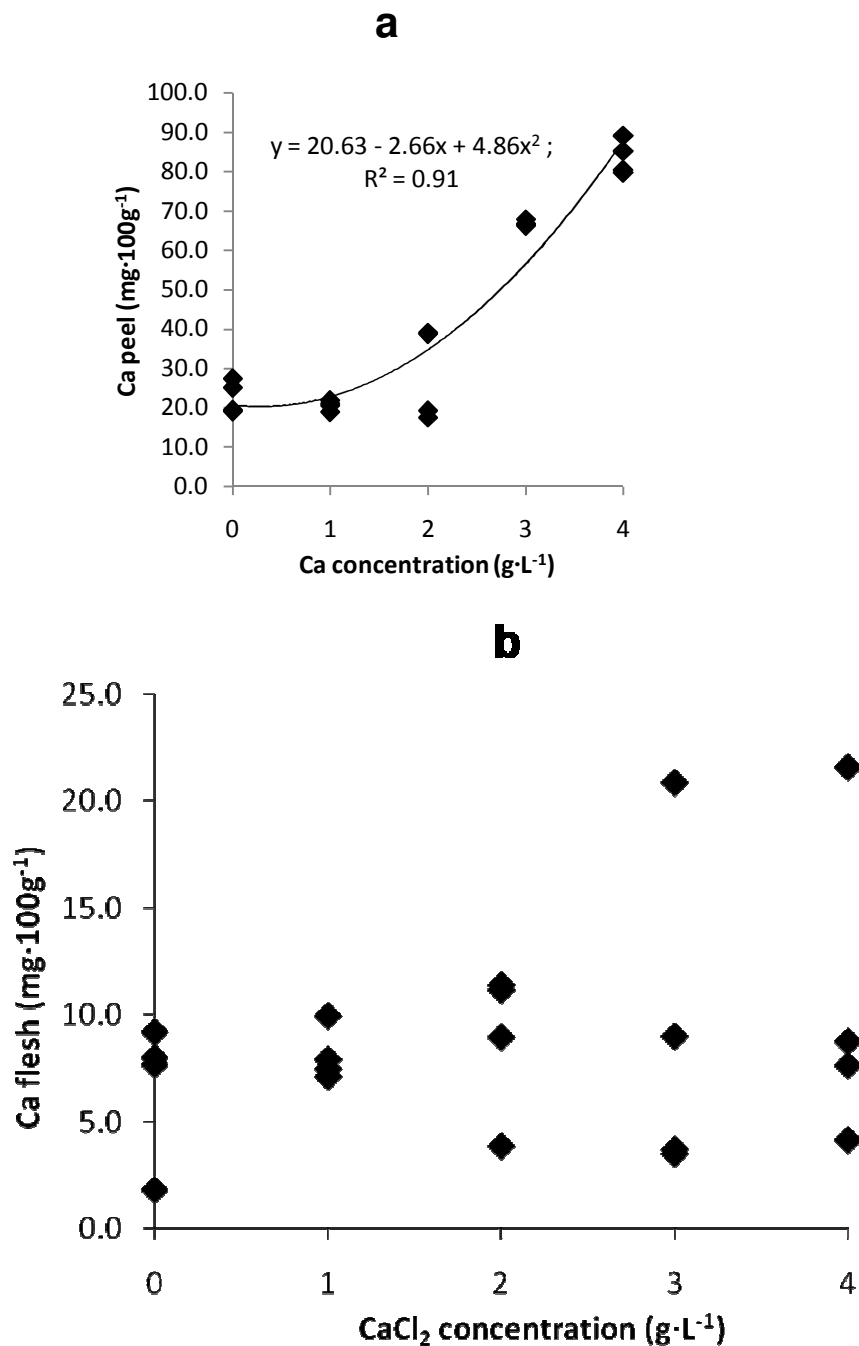 a
100.0
90.0
80.0
70.0
60.0
50.0
40.0
30.0
20.0
10.0
0.0
y = 20.63 - 2.66x + 4.86x² ;
R² = 0.91
Ca peel (mg·100g⁻¹)
0 1 2 3 4
Ca concentration (g·L⁻¹)
b
25.0
20.0
15.0
10.0
5.0
0.0
Ca flesh (mg·100g⁻¹)
0 1 2 3 4
CaCl₂ concentration (g·L⁻¹)